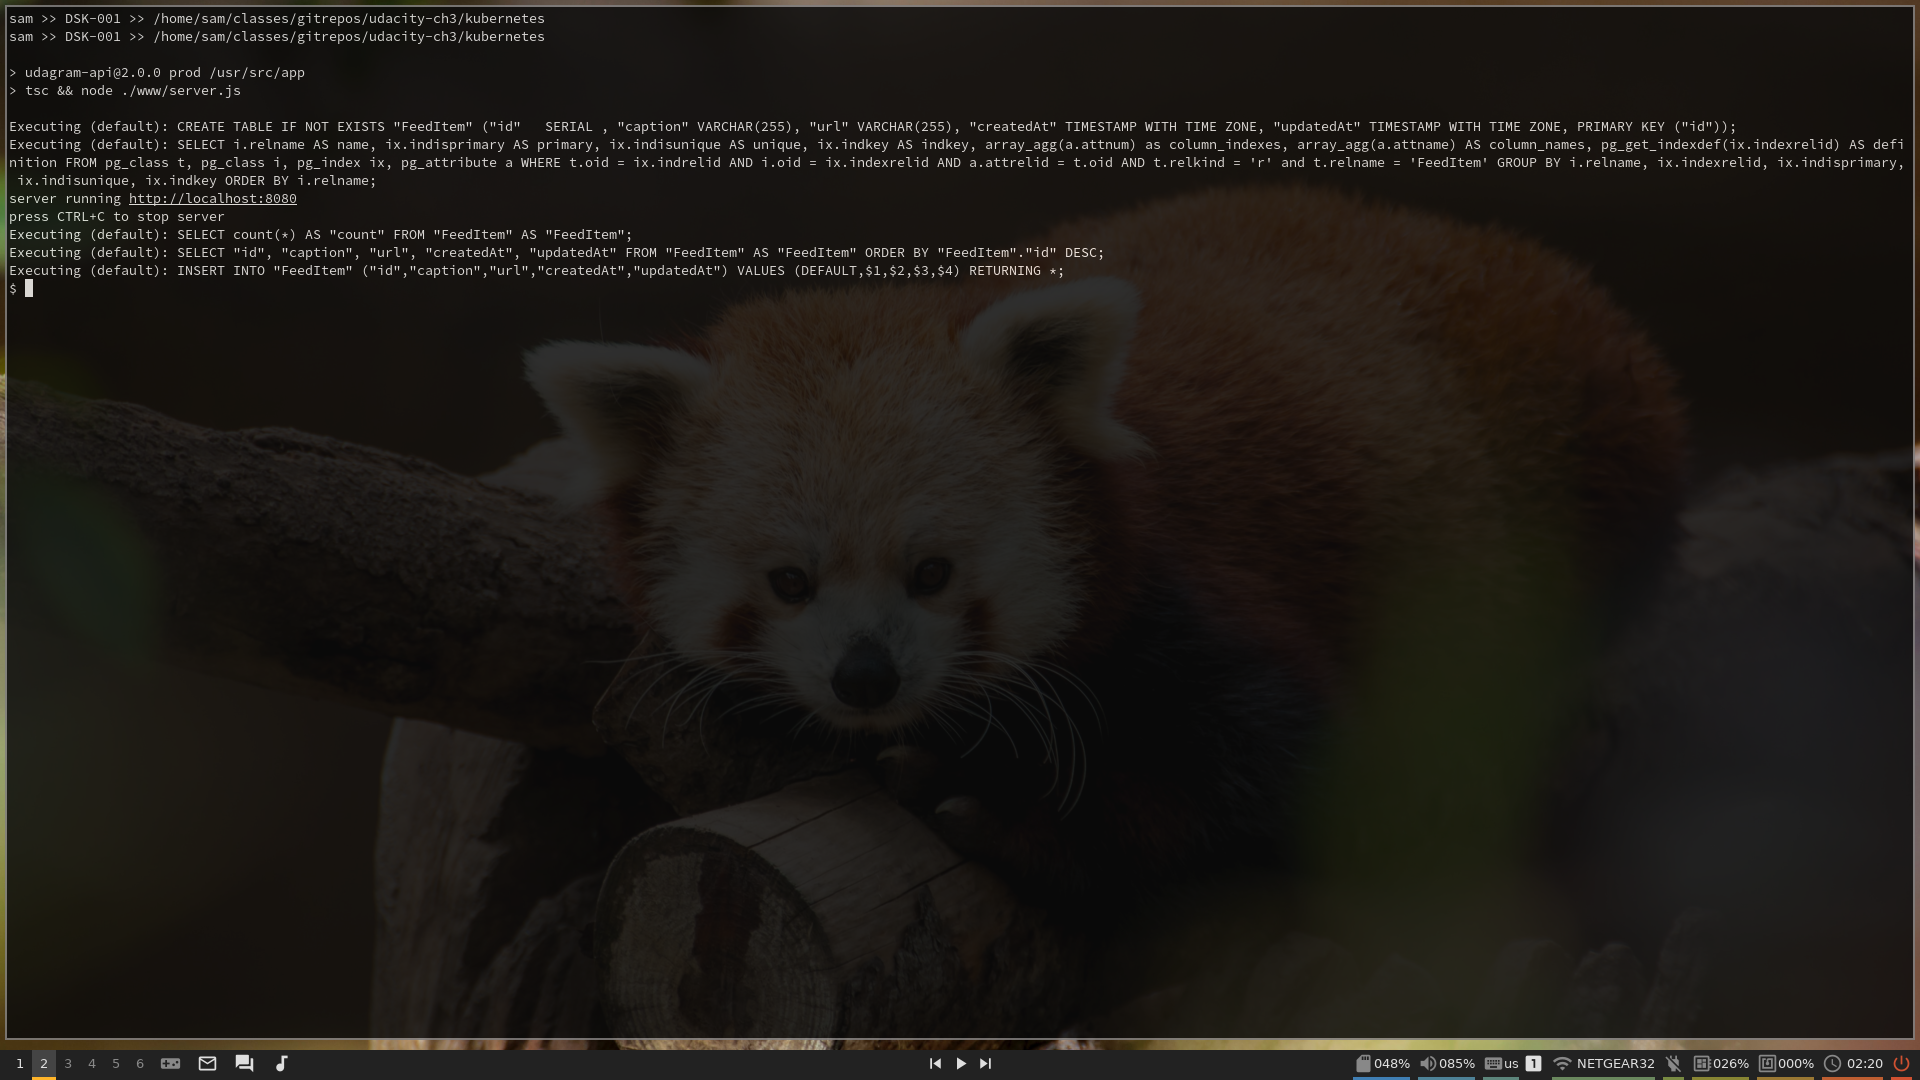 sam >> DSK-001 >> /home/sam/classes/gitrepos/udacity-ch3/kubernetes
sam >> DSK-001 >> /home/sam/classes/gitrepos/udacity-ch3/kubernetes
> udagram-api@2.0.0 prod /usr/src/app
> tsc && node ./www/server.js
Executing (default): CREATE TABLE IF NOT EXISTS "FeedItem" ("id"   SERIAL , "caption" VARCHAR(255), "url" VARCHAR(255), "createdAt" TIMESTAMP WITH TIME ZONE, "updatedAt" TIMESTAMP WITH TIME ZONE, PRIMARY KEY ("id"));
Executing (default): SELECT i.relname AS name, ix.indisprimary AS primary, ix.indisunique AS unique, ix.indkey AS indkey, array_agg(a.attnum) as column_indexes, array_agg(a.attname) AS column_names, pg_get_indexdef(ix.indexrelid) AS defi
nition FROM pg_class t, pg_class i, pg_index ix, pg_attribute a WHERE t.oid = ix.indrelid AND i.oid = ix.indexrelid AND a.attrelid = t.oid AND t.relkind = 'r' and t.relname = 'FeedItem' GROUP BY i.relname, ix.indexrelid, ix.indisprimary,
 ix.indisunique, ix.indkey ORDER BY i.relname;
server running http://localhost:8080
press CTRL+C to stop server
Executing (default): SELECT count(*) AS "count" FROM "FeedItem" AS "FeedItem";
Executing (default): SELECT "id", "caption", "url", "createdAt", "updatedAt" FROM "FeedItem" AS "FeedItem" ORDER BY "FeedItem"."id" DESC;
Executing (default): INSERT INTO "FeedItem" ("id","caption","url","createdAt","updatedAt") VALUES (DEFAULT,$1,$2,$3,$4) RETURNING *;
$
1 2 3 4 5 6 048% 085% us 1 NETGEAR32 026% 000% 02:20